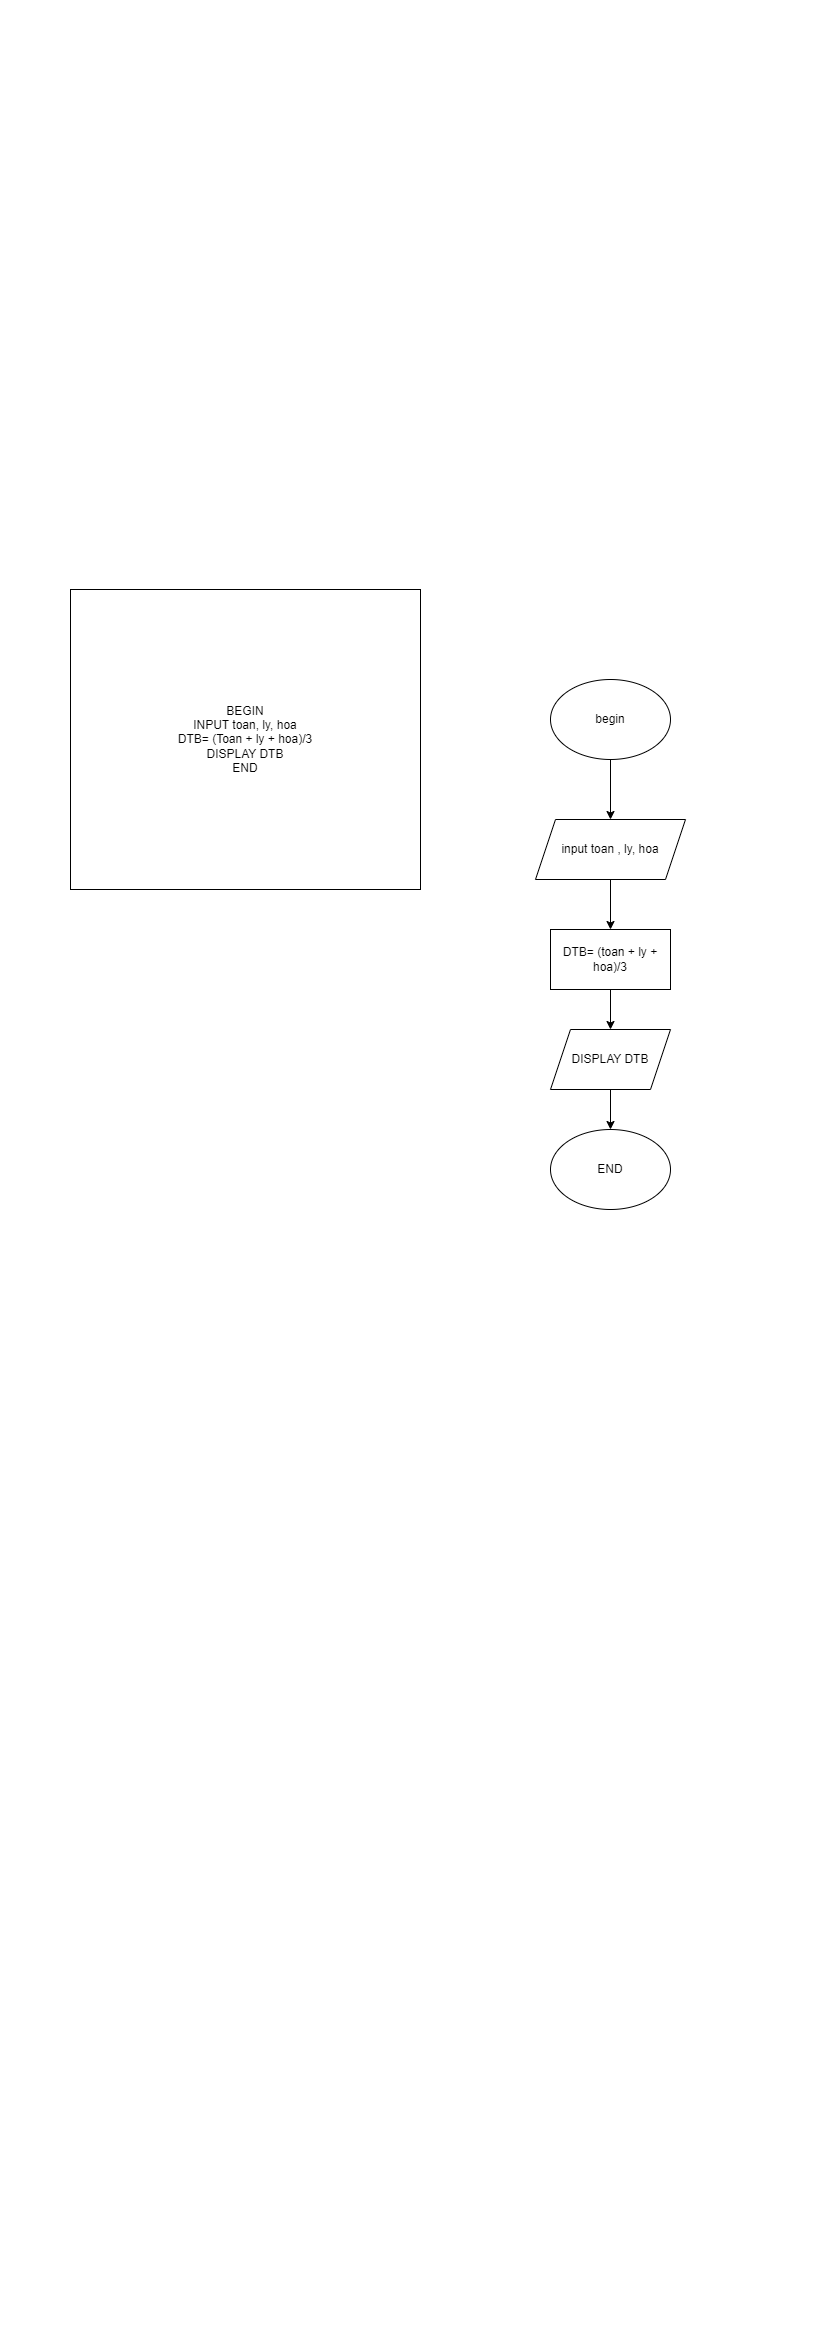 BEGIN
INPUT toan, ly, hoa
DTB= (Toan + ly + hoa)/3
DISPLAY DTB
END
begin
input toan , ly, hoa
DTB= (toan + ly +
hoa)/3
DISPLAY DTB
END